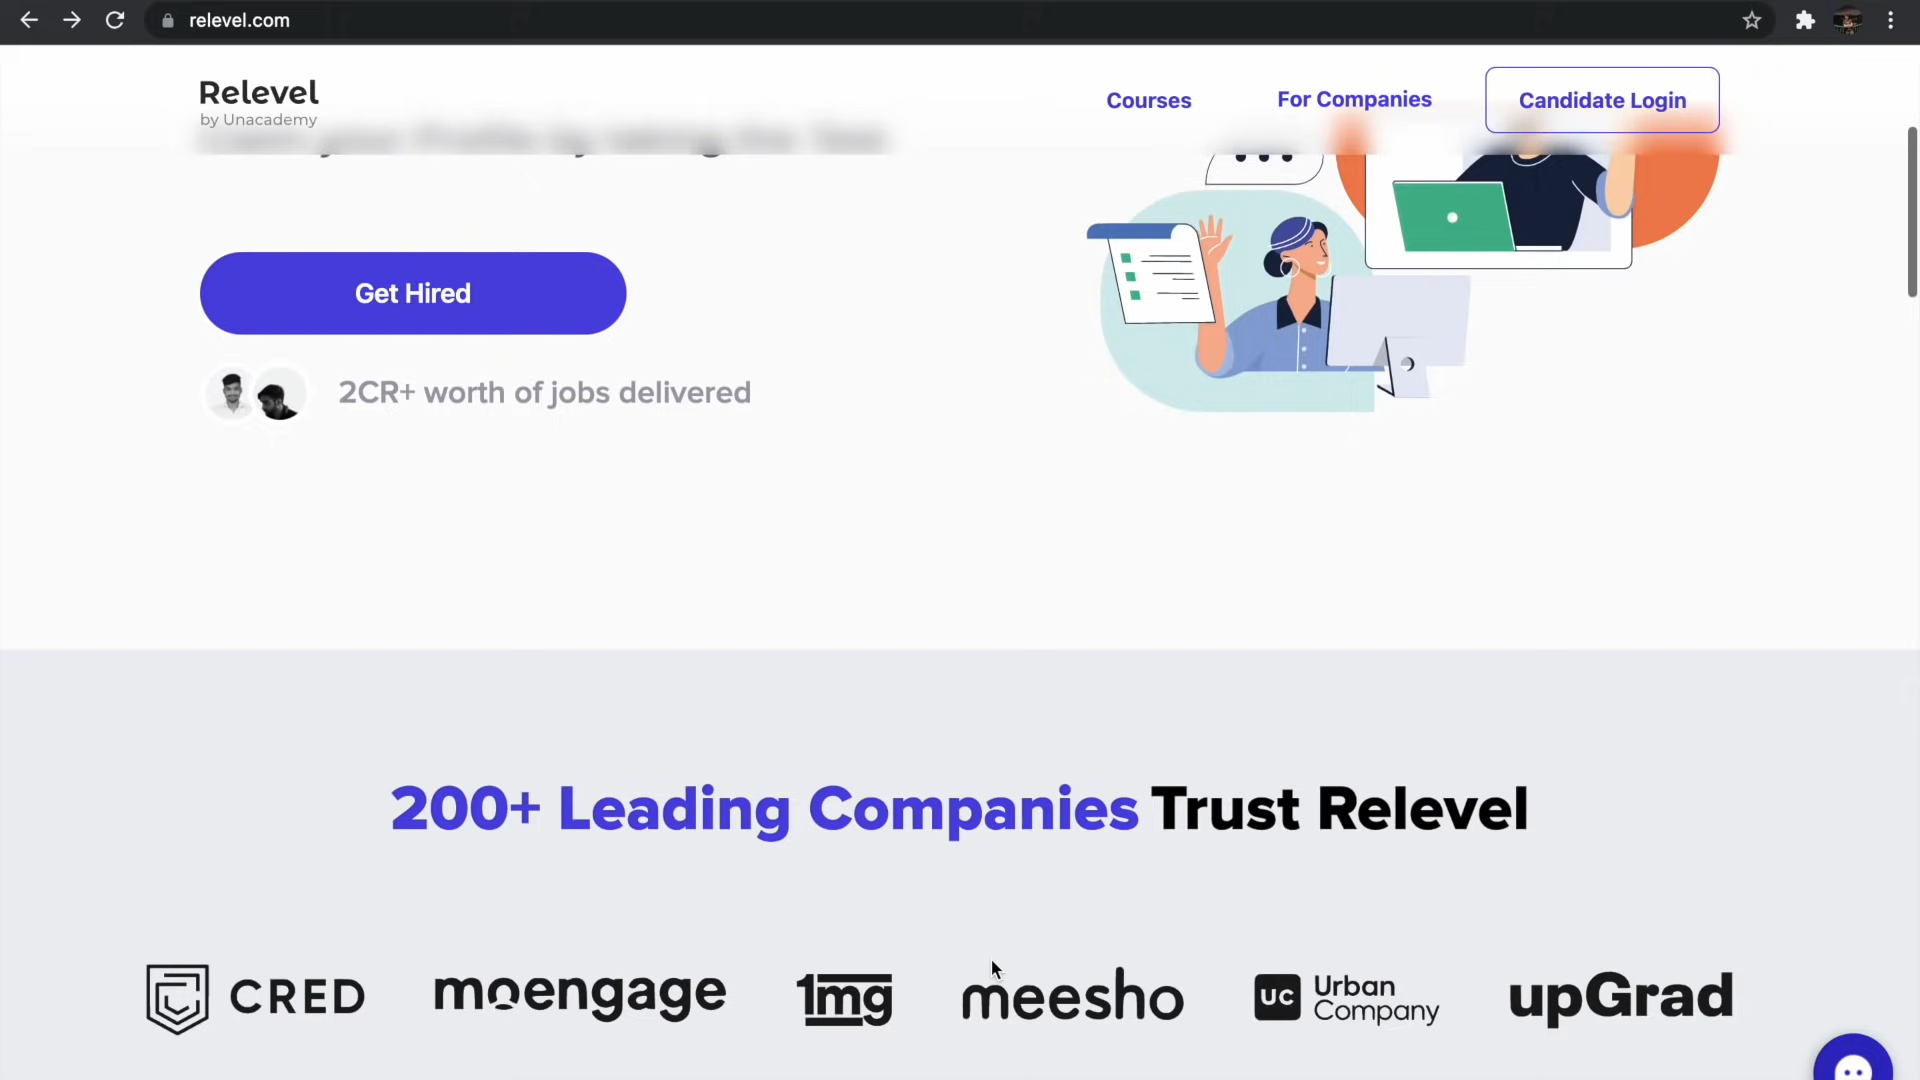 relevel.com
Relevel
by Unacademy
Courses
For Companies
Candidate Login
Get Hired
2CR+ worth of jobs delivered
200+ Leading Companies Trust Relevel
CRED
moengage
1mg
meesho
UC
Urban
Company
upGrad